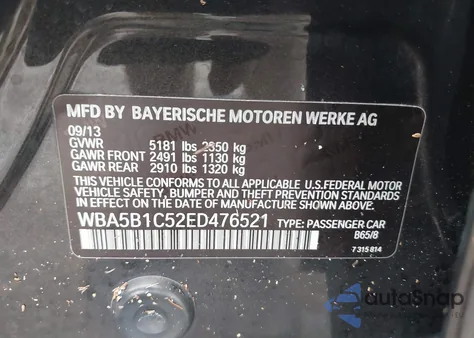 MFD BY BAYERISCHE MOTOREN WERKE AG
09/13
GVWR 5181 lbs 2350 kg
GAWR FRONT 2491 lbs 1130 kg
GAWR REAR 2910 lbs 1320 kg
THIS VEHICLE CONFORMS TO ALL APPLICABLE U.S.FEDERAL MOTOR
VEHICLE SAFETY, BUMPER AND THEFT PREVENTION STANDARDS
IN EFFECT ON THE DATE OF MANUFACTURE SHOWN ABOVE.
WBA5B1C52ED476521 TYPE: PASSENGER CAR
B65/8
7 315 814
autoSnap